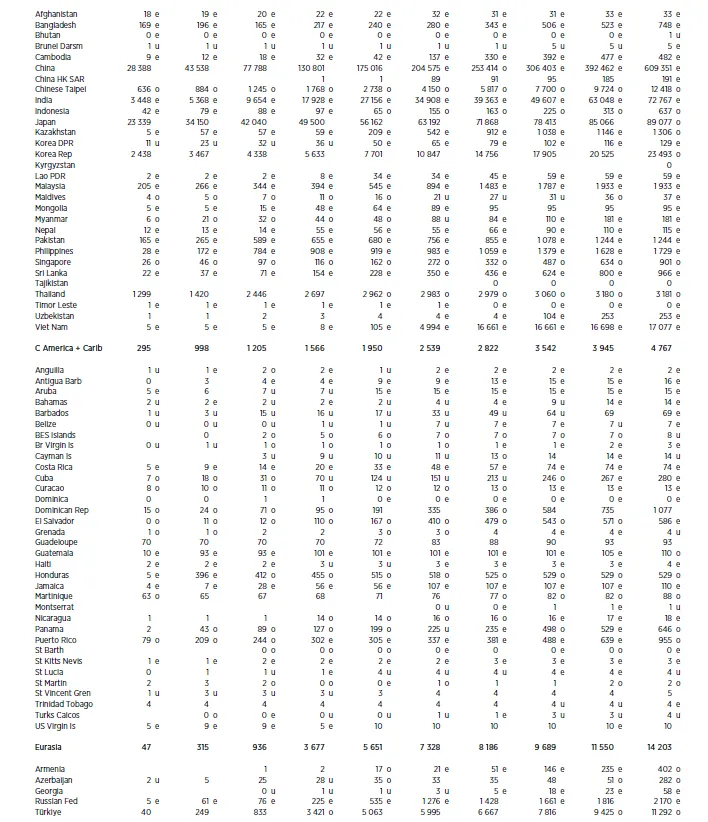 Afghanistan 18 e 19 e 20 e 22 e 22 e 32 e 31 e 31 e 33 e 33 e
Bangladesh 169 e 196 e 165 e 217 e 240 e 280 e 343 e 506 e 523 e 748 e
Bhutan 0 e 0 e 0 e 0 e 0 e 0 e 0 e 0 e 0 e 1 u
Brunei Darsm 1 u 1 u 1 u 1 u 1 u 1 u 1 u 5 u 5 u 5 e
Cambodia 9 e 12 e 18 e 32 e 42 e 137 e 330 e 392 e 477 e 482 e
China 28 388 43 538 77 788 130 801 175 016 204 575 e 253 414 o 306 403 e 392 462 e 609 351 e
China HK SAR 1 1 89 91 95 185 191 e
Chinese Taipei 636 o 884 o 1 245 o 1 768 o 2 738 o 4 150 o 5 817 o 7 700 o 9 724 o 12 418 o
India 3 448 e 5 368 e 9 654 e 17 928 e 27 156 e 34 908 e 39 363 e 49 607 e 63 048 e 72 767 e
Indonesia 42 e 79 e 88 e 97 e 65 o 155 o 163 o 225 o 313 o 637 o
Japan 23 339 34 150 42 040 49 500 56 162 63 192 71 868 78 413 85 066 89 077 o
Kazakhstan 5 e 57 e 57 e 59 e 209 e 542 e 912 e 1 038 e 1 146 e 1 306 o
Korea DPR 11 u 23 u 32 u 36 u 50 e 65 e 79 e 102 e 116 e 129 e
Korea Rep 2 438 3 467 4 338 5 633 7 701 10 847 14 756 17 905 20 525 23 493 o
Kyrgyzstan 0
Lao PDR 2 e 2 e 2 e 8 e 34 e 34 e 45 e 59 e 59 e 59 e
Malaysia 205 e 266 e 344 e 394 e 545 e 894 e 1 483 e 1 787 e 1 933 e 1 933 e
Maldives 4 o 5 o 7 o 11 o 16 o 21 u 27 u 31 u 36 o 37 e
Mongolia 5 e 5 e 15 e 48 e 64 e 89 e 95 95 95 95 e
Myanmar 6 o 21 o 32 o 44 o 48 o 88 u 84 e 110 e 181 e 181 e
Nepal 12 e 13 e 14 e 55 e 56 e 55 e 66 e 90 e 110 e 115 e
Pakistan 165 e 265 e 589 e 655 e 680 e 756 e 855 e 1 078 e 1 244 e 1 244 e
Philippines 28 e 172 e 784 e 908 e 919 e 983 e 1 059 e 1 379 e 1 628 e 1 729 e
Singapore 26 o 46 o 97 o 116 o 162 o 272 o 332 o 487 o 634 o 901 o
Sri Lanka 22 e 37 e 71 e 154 e 228 e 350 e 436 e 624 e 800 e 966 e
Tajikistan 0 0 0 0
Thailand 1 299 1 420 2 446 2 697 2 962 o 2 983 o 2 979 o 3 060 o 3 180 o 3 181 o
Timor Leste 1 e 1 e 1 e 1 e 1 e 1 e 0 e 0 e 0 e 0 e
Uzbekistan 1 1 2 3 4 4 e 4 e 104 e 253 253 e
Viet Nam 5 e 5 e 5 e 8 e 105 e 4 994 e 16 661 e 16 661 e 16 698 e 17 077 e
C America + Carib 295 998 1 205 1 566 1 950 2 539 2 822 3 542 3 945 4 767
Anguilla 1 u 1 e 2 o 2 e 1 u 2 e 2 e 2 e 2 e 2 e
Antigua Barb 0 3 4 e 4 e 9 e 9 e 13 e 15 e 15 e 16 e
Aruba 5 e 6 7 u 7 u 15 e 15 e 15 e 15 e 15 e 15 e
Bahamas 2 u 2 e 2 u 2 e 2 u 4 u 4 e 9 u 14 e 14 e
Barbados 1 u 3 u 15 u 16 u 17 u 33 u 49 u 64 u 69 69 e
Belize 0 u 0 u 0 u 1 u 1 u 7 u 7 e 7 e 7 u 7 e
BES Islands 0 2 o 5 o 6 o 7 o 7 o 7 o 7 o 8 u
Br Virgin Is 0 u 1 u 1 o 1 o 1 o 1 o 1 e 1 e 2 e 3 e
Cayman Is 3 u 9 u 10 u 11 u 13 o 14 14 e 14 u
Costa Rica 5 e 9 e 14 e 20 e 33 e 48 e 57 e 74 e 74 e 74 e
Cuba 7 o 18 o 31 o 70 u 124 u 151 u 213 u 246 o 267 e 280 e
Curacao 8 o 10 o 11 o 11 o 12 o 12 o 13 o 13 e 13 e 13 e
Dominica 0 0 1 1 0 e 0 e 0 e 0 e 0 e 0 e
Dominican Rep 15 o 24 o 71 o 95 o 191 335 386 o 584 735 1 077
El Salvador 0 o 11 o 12 o 110 o 167 o 410 o 479 o 543 o 571 o 586 e
Grenada 1 o 1 o 2 2 3 o 3 o 4 4 e 4 e 4 u
Guadeloupe 70 70 70 70 72 83 88 90 93 93
Guatemala 10 e 93 e 93 e 101 e 101 e 101 e 101 e 101 e 105 e 110 o
Haiti 2 e 2 e 2 e 3 u 3 u 3 e 3 e 3 e 3 e 4 e
Honduras 5 e 396 e 412 o 455 o 515 o 518 o 525 o 529 o 529 o 529 o
Jamaica 4 e 7 e 28 e 56 e 56 e 107 e 107 e 107 e 107 e 110 e
Martinique 63 o 65 67 68 71 76 77 o 82 o 82 o 88 o
Montserrat 0 u 0 e 1 1 e 1 u
Nicaragua 1 1 1 14 o 14 o 16 o 16 o 16 e 17 e 18 e
Panama 2 43 o 89 o 127 o 199 o 225 u 235 e 498 o 529 e 646 o
Puerto Rico 79 o 209 o 244 o 302 e 305 e 337 e 381 e 488 e 639 e 955 o
St Barth 0 o 0 o 0 o 0 e 0 0 e 0 o 0 e
St Kitts Nevis 1 e 1 e 2 e 2 e 2 e 2 e 3 e 3 e 3 e 3 e
St Lucia 0 1 1 u 1 e 4 u 4 u 4 u 4 e 4 e 4 u
St Martin 2 3 2 o 0 o 0 e 1 o 1 1 2 o 2 o
St Vincent Gren 1 u 3 u 3 u 3 u 3 4 4 4 4 5
Trinidad Tobago 4 4 4 4 4 4 4 4 u 4 u 4 e
Turks Caicos 0 o 0 e 0 u 0 u 1 u 1 e 3 u 3 u 4 u
US Virgin Is 5 e 9 e 9 e 5 e 10 10 10 10 10 e 10
Eurasia 47 315 936 3 677 5 651 7 328 8 186 9 689 11 550 14 203
Armenia 1 2 17 o 21 e 51 e 146 e 235 e 402 o
Azerbaijan 2 u 5 25 28 u 35 o 33 35 48 51 o 282 o
Georgia 0 u 1 u 1 u 3 u 5 e 18 e 23 e 58 e
Russian Fed 5 e 61 e 76 e 225 e 535 e 1 276 e 1 428 1 661 e 1 816 2 170 e
Türkiye 40 249 833 3 421 o 5 063 5 995 6 667 7 816 9 425 o 11 292 o